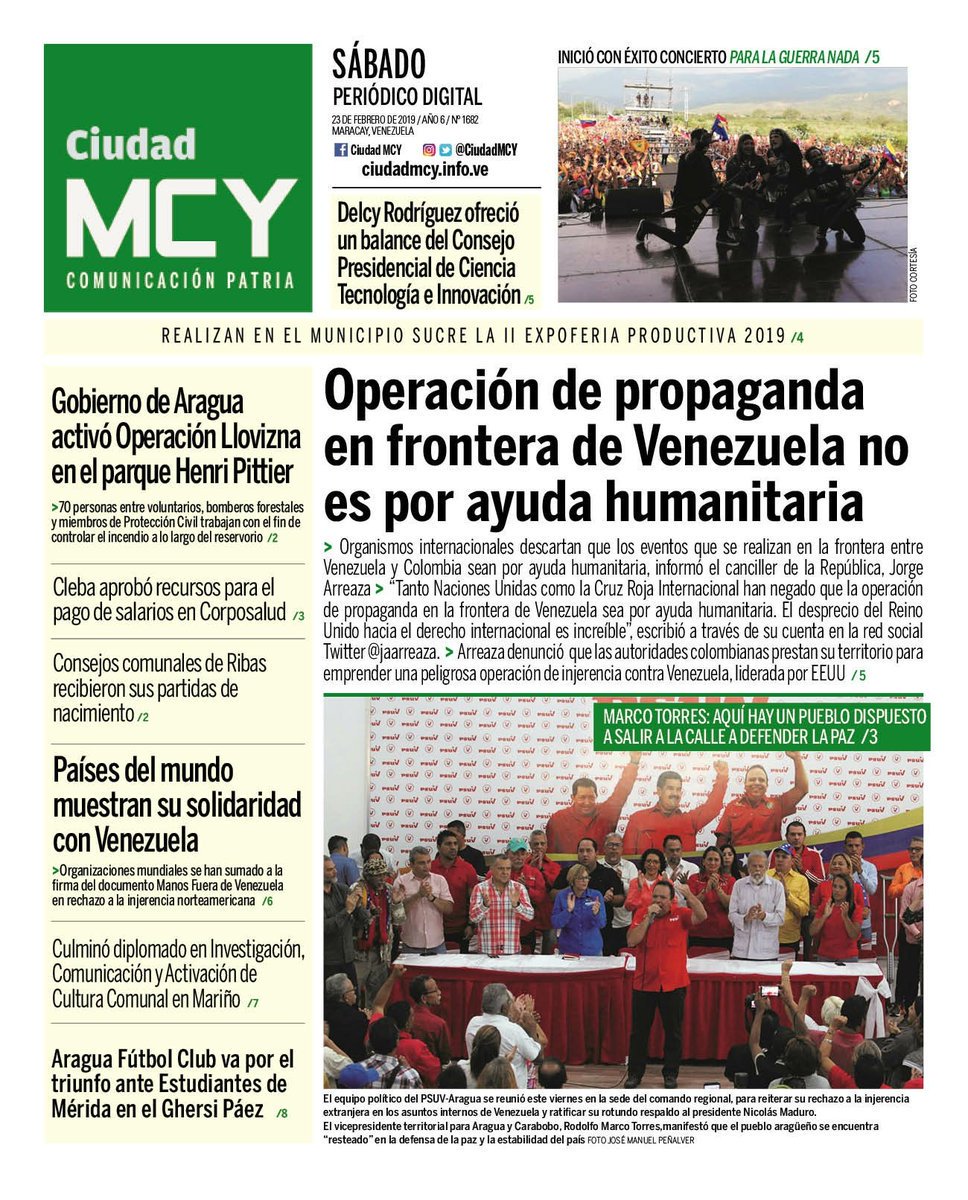 Ciudad
MCY
COMUNICACIÓN PATRIA
SÁBADO
PERIÓDICO DIGITAL
23 DE FEBRERO DE 2019 / AÑO 6 / Nº 1682
MARACAY, VENEZUELA
Ciudad MCY @CiudadMCY
ciudadmcy.info.ve
Delcy Rodríguez ofreció
un balance del Consejo
Presidencial de Ciencia
Tecnología e Innovación /5
INICIÓ CON ÉXITO CONCIERTO PARA LA GUERRA NADA /5
FOTO CORTESÍA
REALIZAN EN EL MUNICIPIO SUCRE LA II EXPOFERIA PRODUCTIVA 2019 /4
Gobierno de Aragua
activó Operación Llovizna
en el parque Henri Pittier
>70 personas entre voluntarios, bomberos forestales
y miembros de Protección Civil trabajan con el fin de
controlar el incendio a lo largo del reservorio /2
Cleba aprobó recursos para el
pago de salarios en Corposalud /3
Consejos comunales de Ribas
recibieron sus partidas de
nacimiento /2
Países del mundo
muestran su solidaridad
con Venezuela
>Organizaciones mundiales se han sumado a la
firma del documento Manos Fuera de Venezuela
en rechazo a la injerencia norteamericana /6
Culminó diplomado en Investigación,
Comunicación y Activación de
Cultura Comunal en Mariño /7
Aragua Fútbol Club va por el
triunfo ante Estudiantes de
Mérida en el Ghersi Páez /8
Operación de propaganda
en frontera de Venezuela no
es por ayuda humanitaria
> Organismos internacionales descartan que los eventos que se realizan en la frontera entre
Venezuela y Colombia sean por ayuda humanitaria, informó el canciller de la República, Jorge
Arreaza > “Tanto Naciones Unidas como la Cruz Roja Internacional han negado que la operación
de propaganda en la frontera de Venezuela sea por ayuda humanitaria. El desprecio del Reino
Unido hacia el derecho internacional es increíble”, escribió a través de su cuenta en la red social
Twitter @jaarreaza. > Arreaza denunció que las autoridades colombianas prestan su territorio para
emprender una peligrosa operación de injerencia contra Venezuela, liderada por EEUU / 5
MARCO TORRES: AQUÍ HAY UN PUEBLO DISPUESTO
A SALIR A LA CALLE A DEFENDER LA PAZ /3
PSUV
El equipo político del PSUV-Aragua se reunió este viernes en la sede del comando regional, para reiterar su rechazo a la injerencia
extranjera en los asuntos internos de Venezuela y ratificar su rotundo respaldo al presidente Nicolás Maduro.
El vicepresidente territorial para Aragua y Carabobo, Rodolfo Marco Torres,manifestó que el pueblo aragüeño se encuentra
“resteado” en la defensa de la paz y la estabilidad del país FOTO JOSÉ MANUEL PEÑALVER